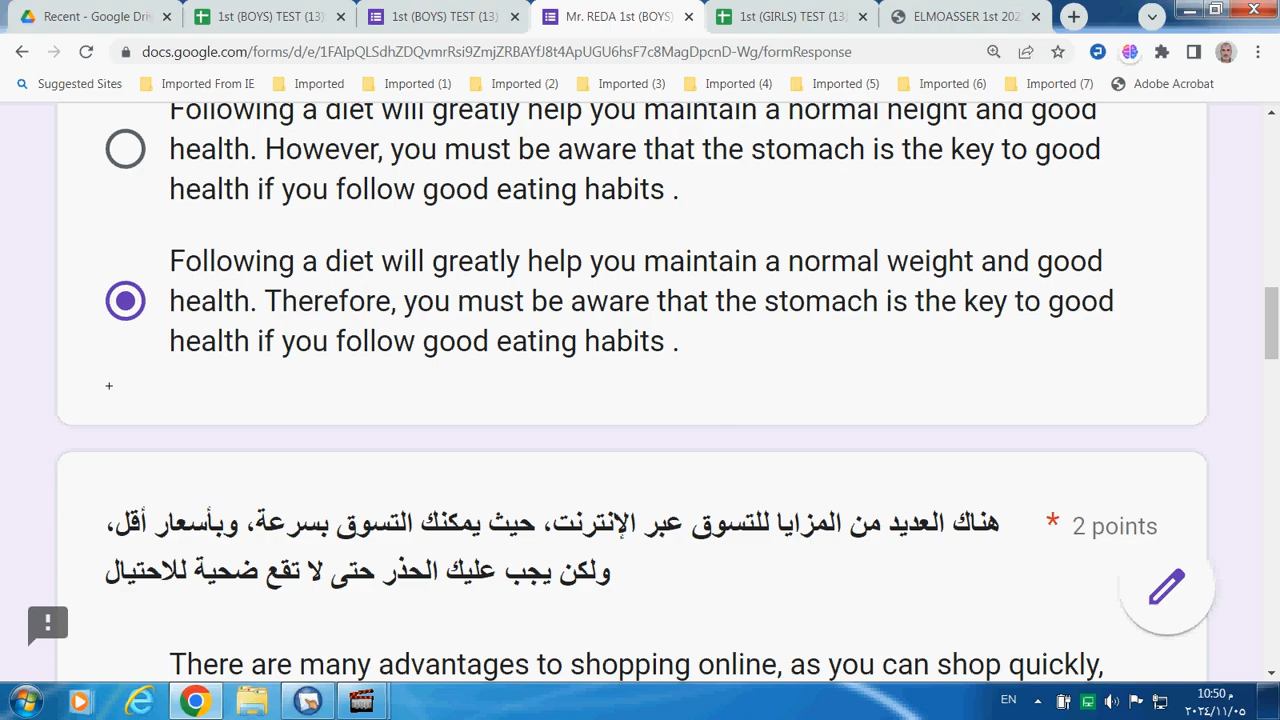 Recent - Google Dri
1st (BOYS) TEST (13)
1st (BOYS) TEST (
Mr. REDA 1st (BOYS)
1st (GIRLS) TEST (13
ELMOASSER 1st 202
docs.google.com/forms/d/e/1FAIpQLSdhZDQvmrRsi9ZmjZRBAYfJ8t4ApUGU6hsF7c8MagDpcnD-Wg/formResponse
Suggested Sites
Imported From IE
Imported
Imported (1)
Imported (2)
Imported (3)
Imported (4)
Imported (5)
Imported (6)
Imported (7)
Adobe Acrobat
Following a diet will greatly help you maintain a normal height and good
health. However, you must be aware that the stomach is the key to good
health if you follow good eating habits .
Following a diet will greatly help you maintain a normal weight and good
health. Therefore, you must be aware that the stomach is the key to good
health if you follow good eating habits .
هناك العديد من المزايا للتسوق عبر الإنترنت، حيث يمكنك التسوق بسرعة، وبأسعار أقل،
ولكن يجب عليك الحذر حتى لا تقع ضحية للاحتيال
* 2 points
There are many advantages to shopping online, as you can shop quickly,
EN
10:50 م
٢٠٢٤/١١/٠٥